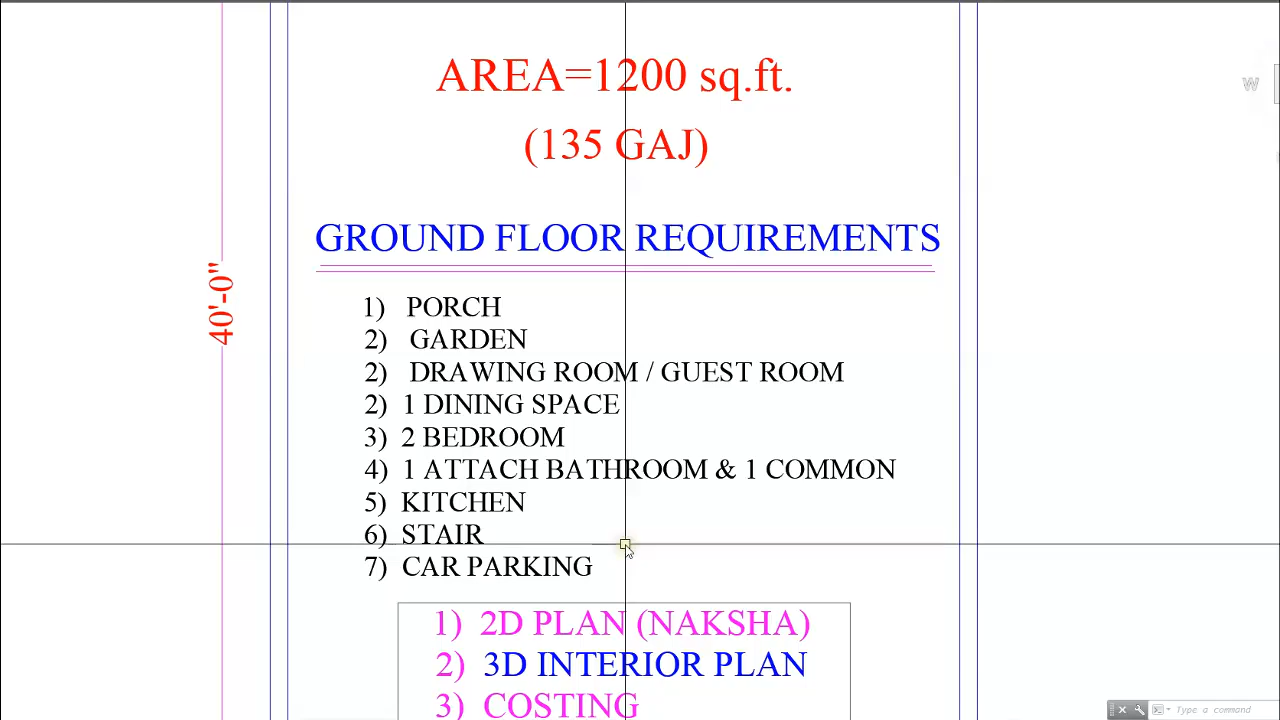 AREA=1200 sq.ft.
(135 GAJ)
GROUND FLOOR REQUIREMENTS
40'-0"
1) PORCH
2) GARDEN
2) DRAWING ROOM / GUEST ROOM
2) 1 DINING SPACE
3) 2 BEDROOM
4) 1 ATTACH BATHROOM & 1 COMMON
5) KITCHEN
6) STAIR
7) CAR PARKING
1) 2D PLAN (NAKSHA)
2) 3D INTERIOR PLAN
3) COSTING
W
Type a command